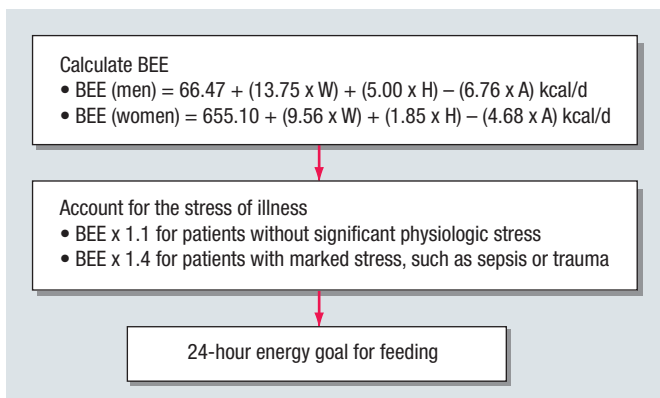 Calculate BEE
• BEE (men) = 66.47 + (13.75 x W) + (5.00 x H) – (6.76 x A) kcal/d
• BEE (women) = 655.10 + (9.56 x W) + (1.85 x H) – (4.68 x A) kcal/d
Account for the stress of illness
• BEE x 1.1 for patients without significant physiologic stress
• BEE x 1.4 for patients with marked stress, such as sepsis or trauma
24-hour energy goal for feeding